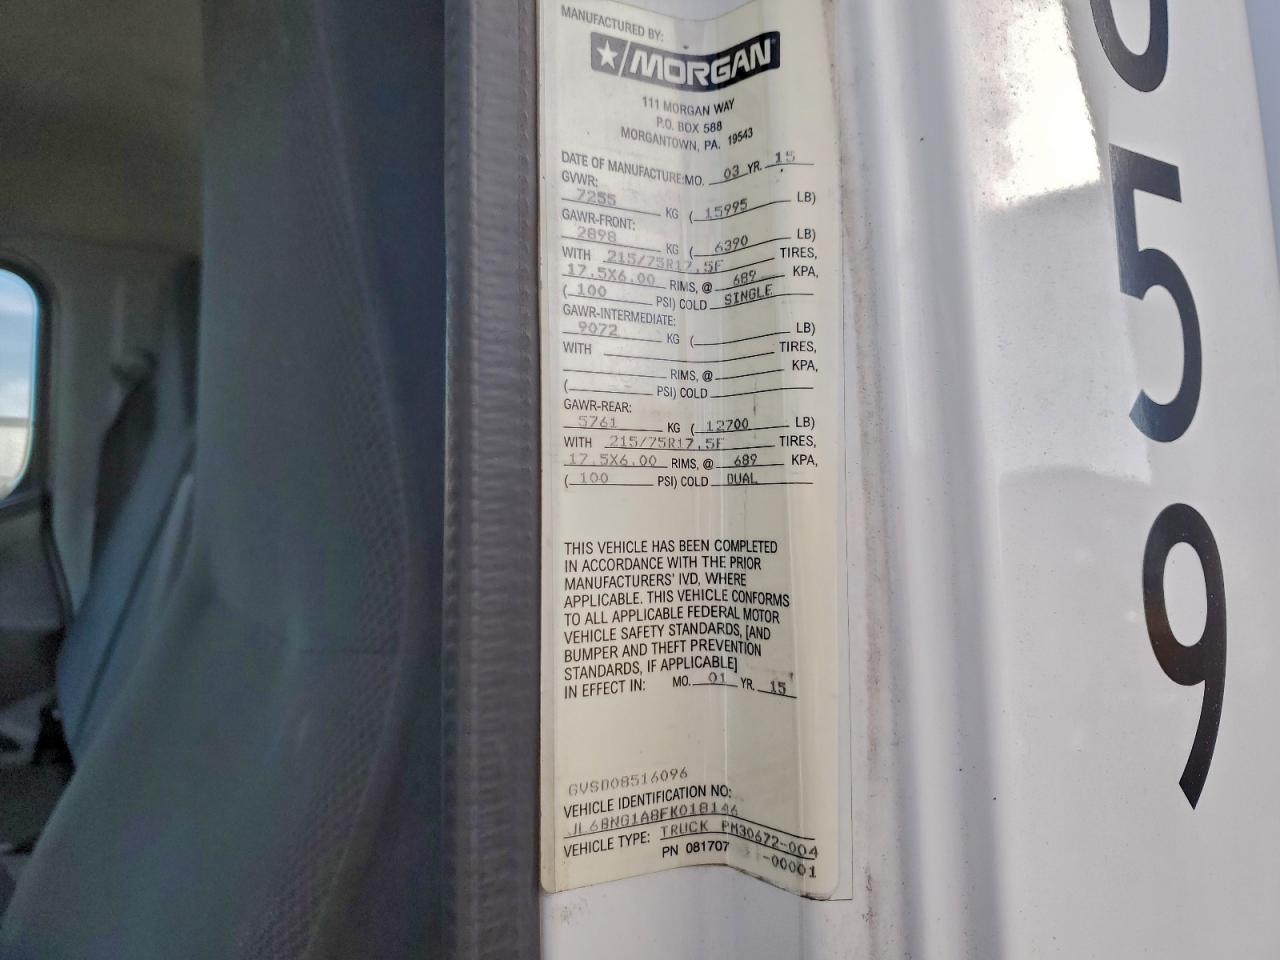 MANUFACTURED BY:
MORGAN
111 MORGAN WAY
P.O. BOX 588
MORGANTOWN, PA. 19543
DATE OF MANUFACTURE: MO. 03 YR. 15
GVWR:
7255 KG ( 15995 LB)
GAWR-FRONT:
2898 KG ( 6390 LB)
WITH 215/75R17.5F TIRES,
17.5X6.00 RIMS, @ 689 KPA,
( 100 PSI) COLD SINGLE
GAWR-INTERMEDIATE:
9072 KG ( LB)
WITH TIRES,
RIMS, @ KPA,
( PSI) COLD
GAWR-REAR:
5761 KG ( 12700 LB)
WITH 215/75R17.5F TIRES,
17.5X6.00 RIMS, @ 689 KPA,
( 100 PSI) COLD DUAL
THIS VEHICLE HAS BEEN COMPLETED
IN ACCORDANCE WITH THE PRIOR
MANUFACTURERS' IVD, WHERE
APPLICABLE. THIS VEHICLE CONFORMS
TO ALL APPLICABLE FEDERAL MOTOR
VEHICLE SAFETY STANDARDS, [AND
BUMPER AND THEFT PREVENTION
STANDARDS, IF APPLICABLE]
IN EFFECT IN: MO. 01 YR. 15
GVSD08516096
VEHICLE IDENTIFICATION NO:
JL6BNG1A8FK018146
VEHICLE TYPE: TRUCK PM30672-004
PN 081707 -00001
59